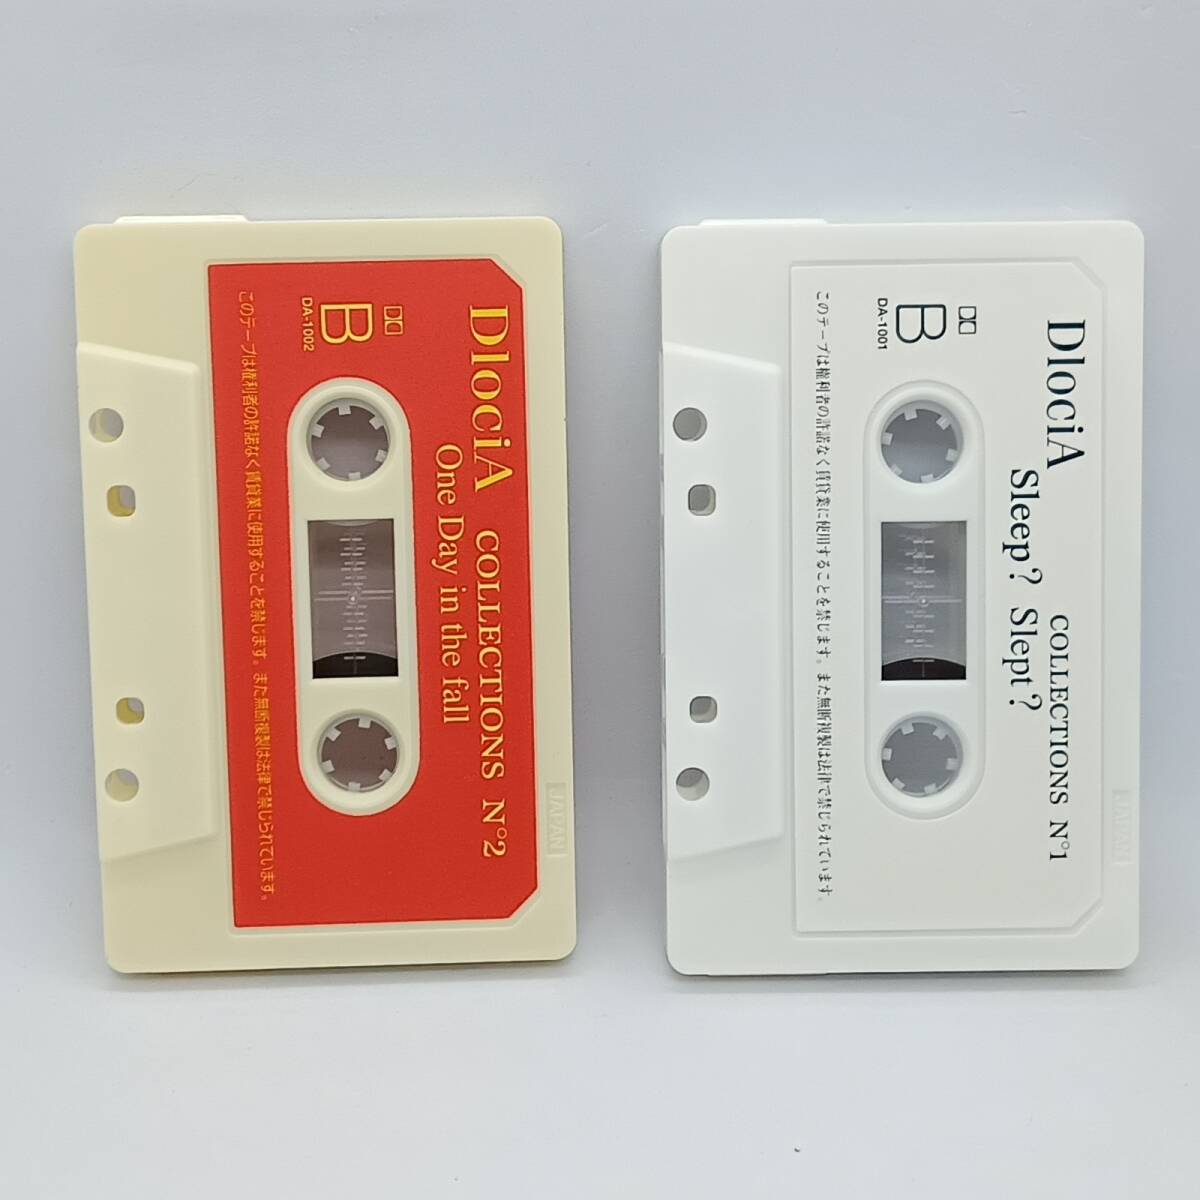 DlociA COLLECTIONS N°2
One Day in the fall
B
DA-1002
このテープは権利者の許諾なく賃貸業に使用することを禁じます。また無断複製は法律で禁じられています。
JAPAN
DlociA COLLECTIONS N°1
Sleep? Slept?
B
DA-1001
このテープは権利者の許諾なく賃貸業に使用することを禁じます。また無断複製は法律で禁じられています。
JAPAN